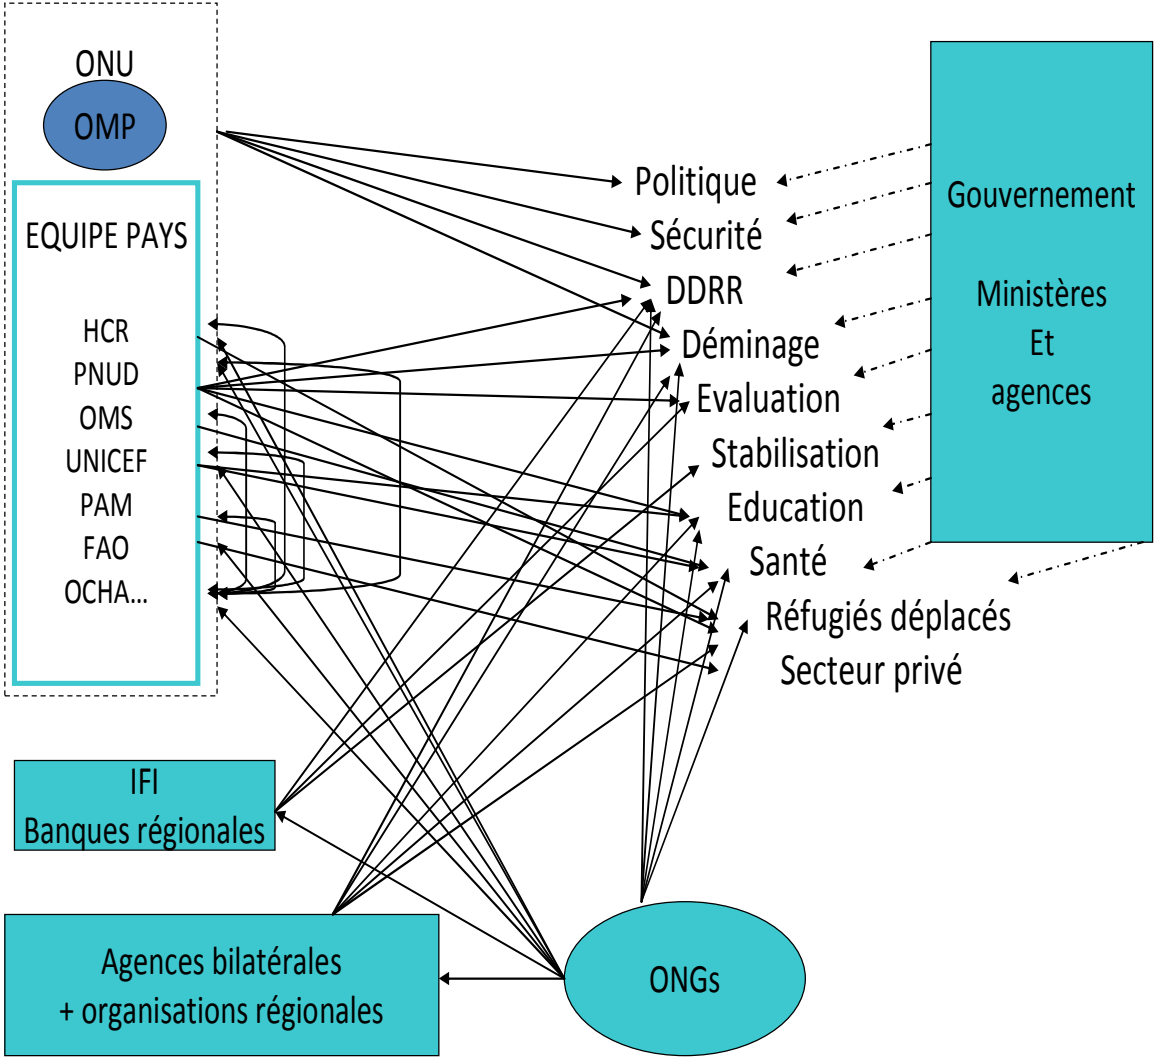 ONU
OMP
EQUIPE PAYS
HCR
PNUD
OMS
UNICEF
PAM
FAO
OCHA...
IFI
Banques régionales
Agences bilatérales
+ organisations régionales
ONGs
Politique
Sécurité
DDRR
Déminage
Evaluation
Stabilisation
Education
Santé
Réfugiés déplacés
Secteur privé
Gouvernement
Ministères
Et
agences